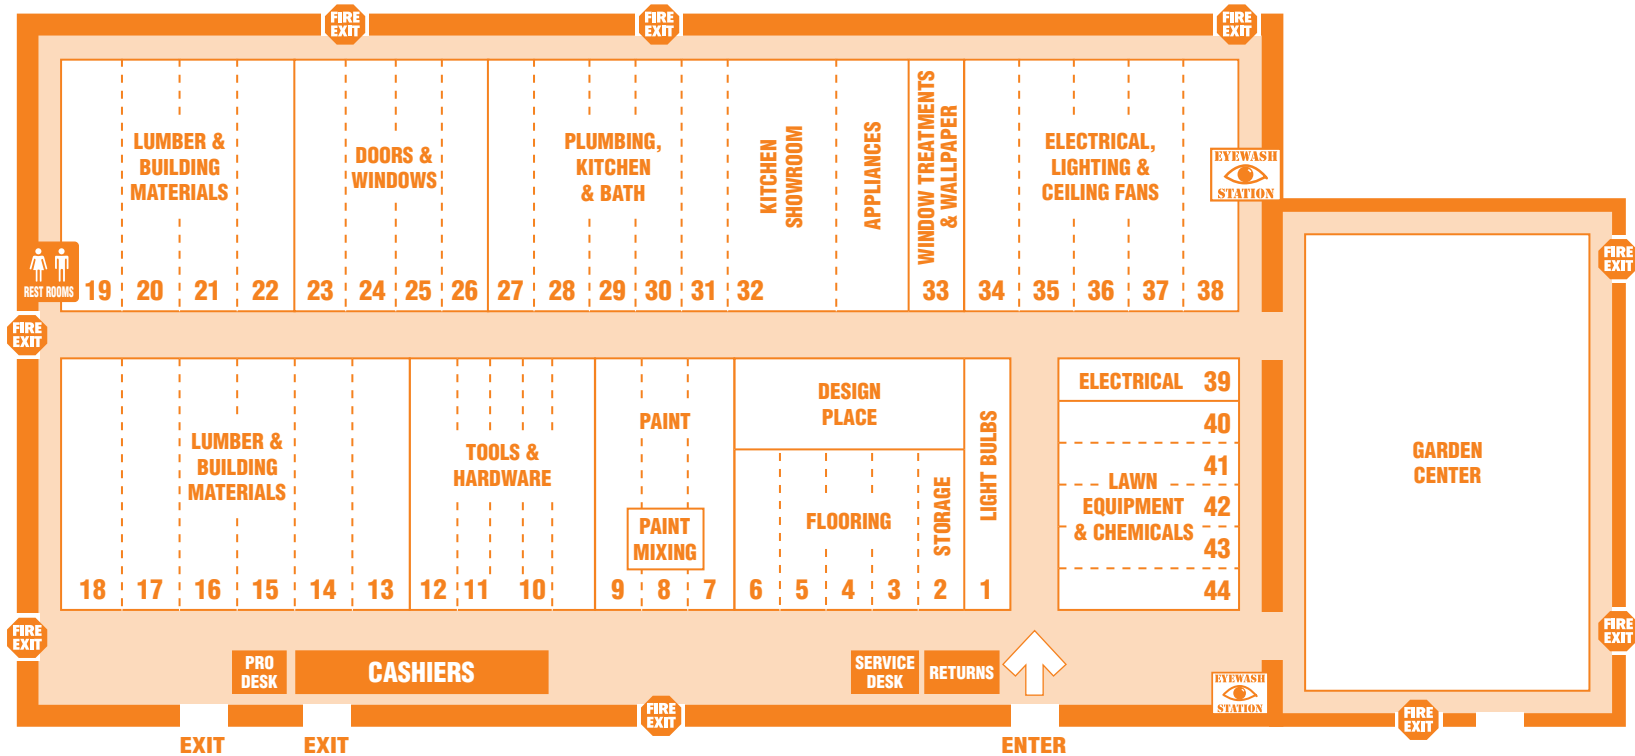 FIRE
EXIT
FIRE
EXIT
FIRE
EXIT
LUMBER &
BUILDING
MATERIALS
DOORS &
WINDOWS
PLUMBING,
KITCHEN
& BATH
KITCHEN
SHOWROOM
APPLIANCES
WINDOW TREATMENTS
& WALLPAPER
ELECTRICAL,
LIGHTING &
CEILING FANS
EYEWASH
STATION
FIRE
EXIT
REST ROOMS
19 20 21 22 23 24 25 26 27 28 29 30 31 32 33 34 35 36 37 38
FIRE
EXIT
LUMBER &
BUILDING
MATERIALS
TOOLS &
HARDWARE
PAINT
PAINT
MIXING
DESIGN
PLACE
FLOORING
STORAGE
LIGHT BULBS
ELECTRICAL 39
40
41
LAWN
EQUIPMENT
& CHEMICALS
42
43
44
GARDEN
CENTER
18 17 16 15 14 13 12 11 10 9 8 7 6 5 4 3 2 1
FIRE
EXIT
FIRE
EXIT
PRO
DESK
CASHIERS
SERVICE
DESK
RETURNS
EYEWASH
STATION
FIRE
EXIT
FIRE
EXIT
EXIT
EXIT
ENTER